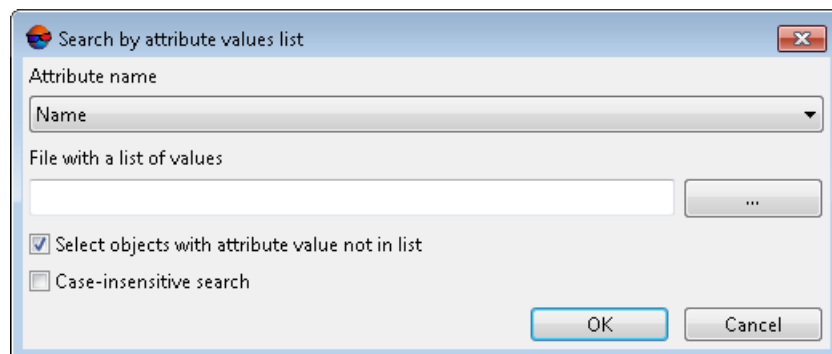 Search by attribute values list
Attribute name
Name
File with a list of values
...
Select objects with attribute value not in list
Case-insensitive search
OK Cancel